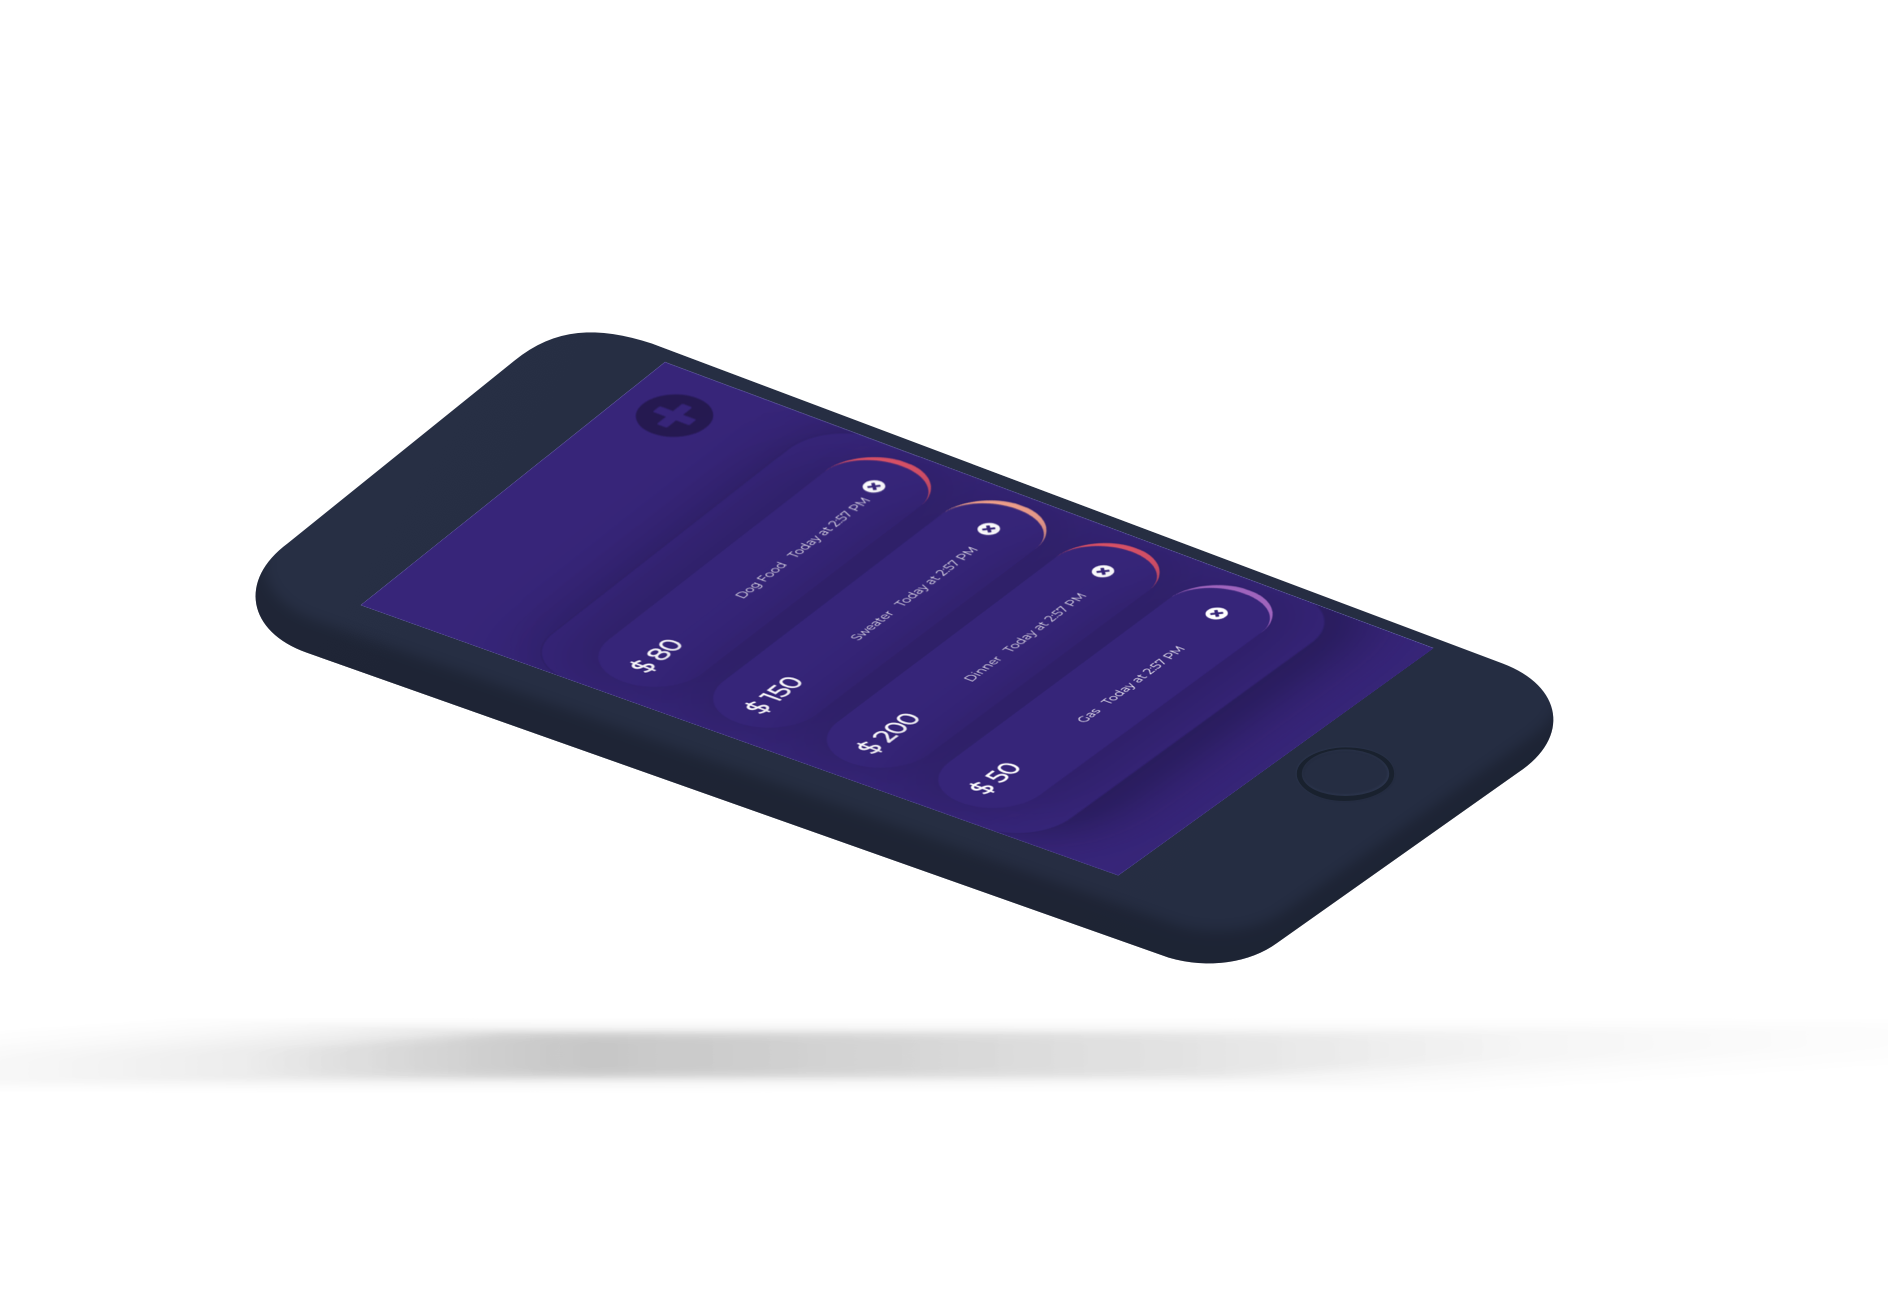 $ 80 Dog Food Today at 2:57 PM
$ 150 Sweater Today at 2:57 PM
$ 200 Dinner Today at 2:57 PM
$ 50 Gas Today at 2:57 PM